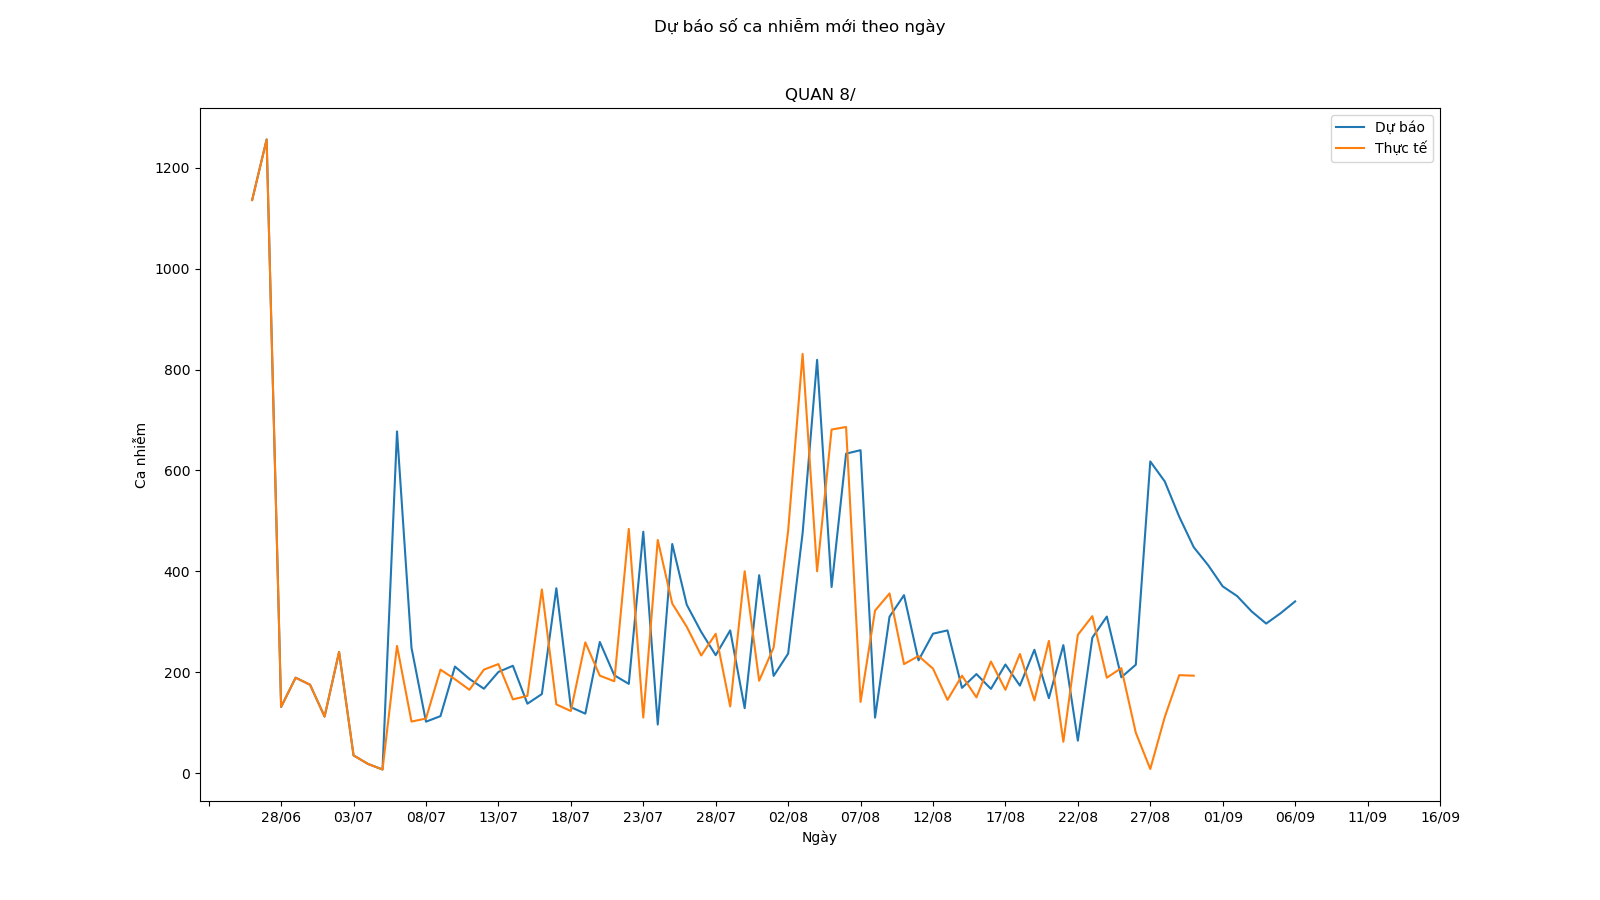 Dự báo số ca nhiễm mới theo ngày
QUAN 8/
Dự báo
Thực tế
1200
1000
800
600
400
200
0
Ca nhiễm
28/06 03/07 08/07 13/07 18/07 23/07 28/07 02/08 07/08 12/08 17/08 22/08 27/08 01/09 06/09 11/09 16/09
Ngày